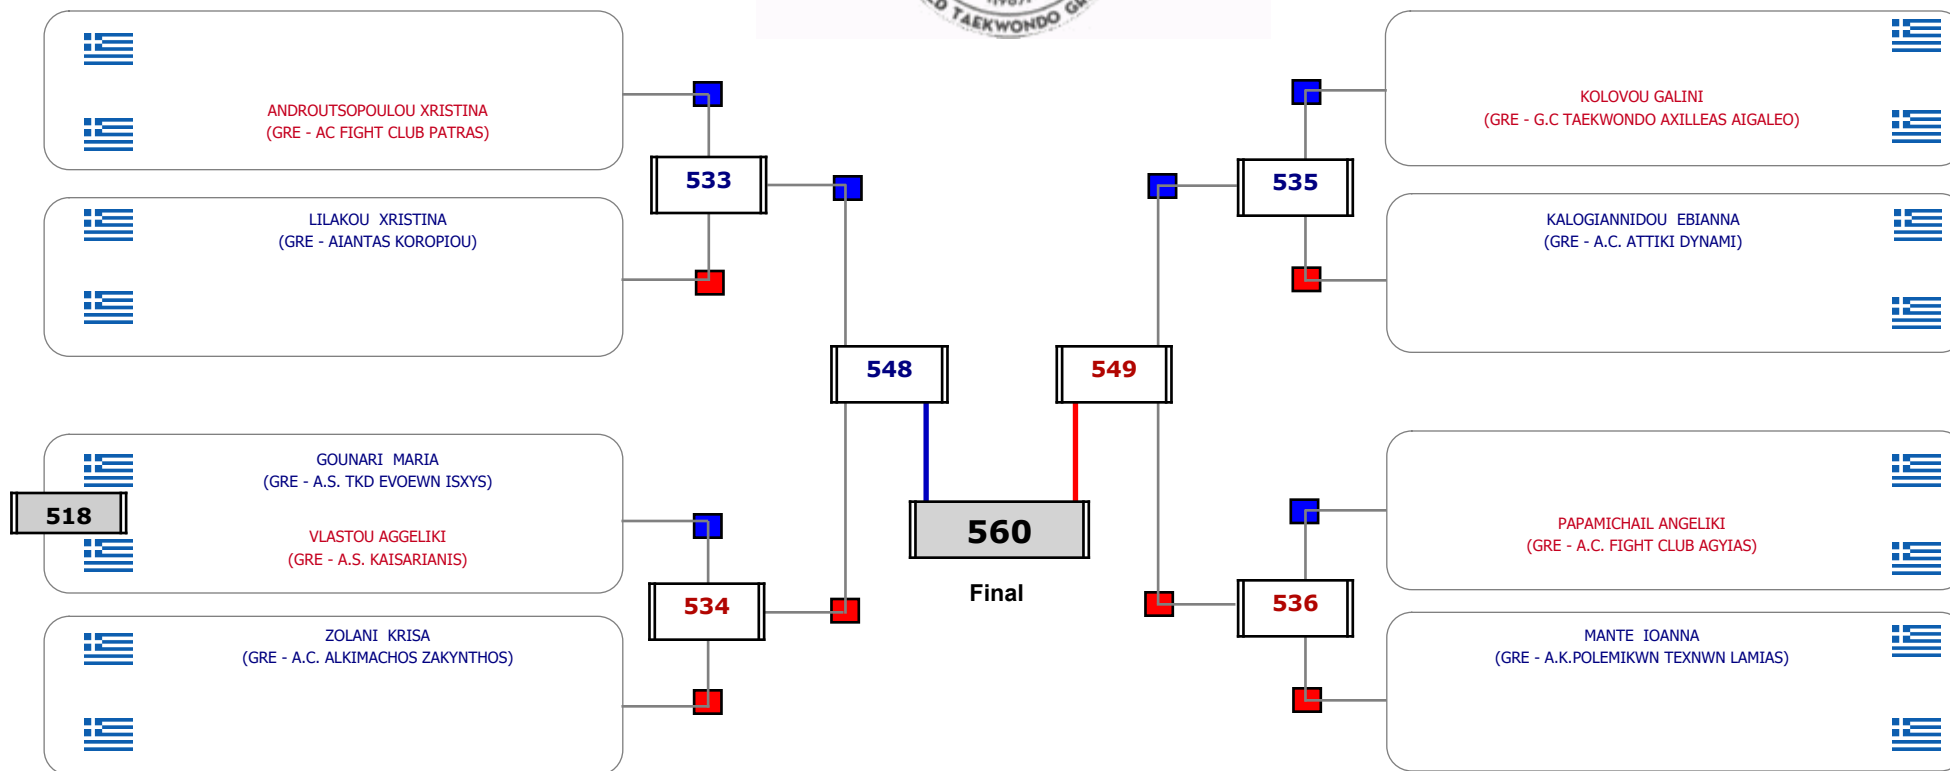 TAEKWONDO
ANDROUTSOPOULOU XRISTINA
(GRE - AC FIGHT CLUB PATRAS)
LILAKOU XRISTINA
(GRE - AIANTAS KOROPIOU)
533
548
GOUNARI MARIA
(GRE - A.S. TKD EVOEWN ISXYS)
518
VLASTOU AGGELIKI
(GRE - A.S. KAISARIANIS)
534
ZOLANI KRISA
(GRE - A.C. ALKIMACHOS ZAKYNTHOS)
560
Final
KOLOVOU GALINI
(GRE - G.C TAEKWONDO AXILLEAS AIGALEO)
535
KALOGIANNIDOU EBIANNA
(GRE - A.C. ATTIKI DYNAMI)
549
PAPAMICHAIL ANGELIKI
(GRE - A.C. FIGHT CLUB AGYIAS)
536
MANTE IOANNA
(GRE - A.K.POLEMIKWN TEXNWN LAMIAS)